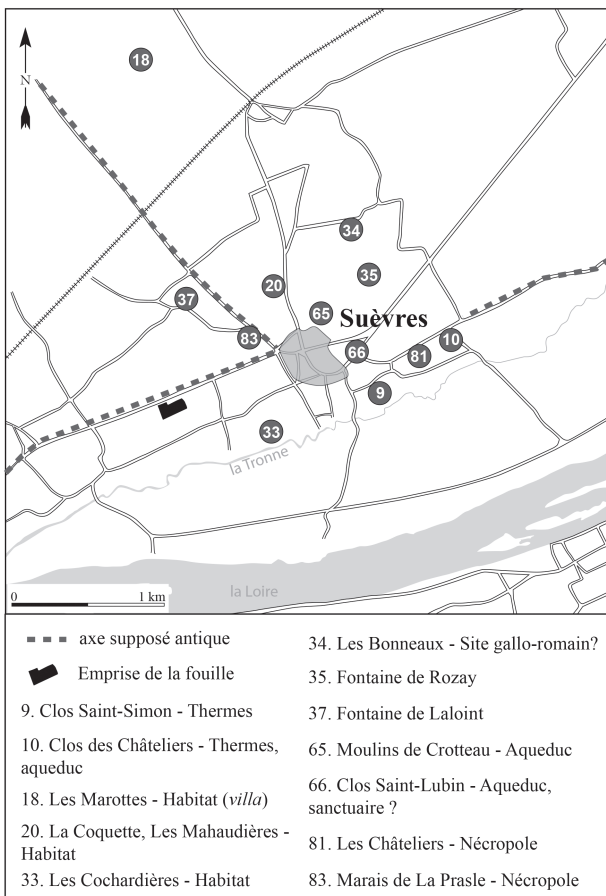 18
N
34
35
20
37
65
Suèvres
83
66
10
81
9
33
la Tronne
la Loire
0 1 km
axe supposé antique
Emprise de la fouille
9. Clos Saint-Simon - Thermes
10. Clos des Châteliers - Thermes,
aqueduc
18. Les Marottes - Habitat (villa)
20. La Coquette, Les Mahaudières -
Habitat
33. Les Cochardières - Habitat
34. Les Bonneaux - Site gallo-romain?
35. Fontaine de Rozay
37. Fontaine de Laloint
65. Moulins de Crotteau - Aqueduc
66. Clos Saint-Lubin - Aqueduc,
sanctuaire ?
81. Les Châteliers - Nécropole
83. Marais de La Prasle - Nécropole